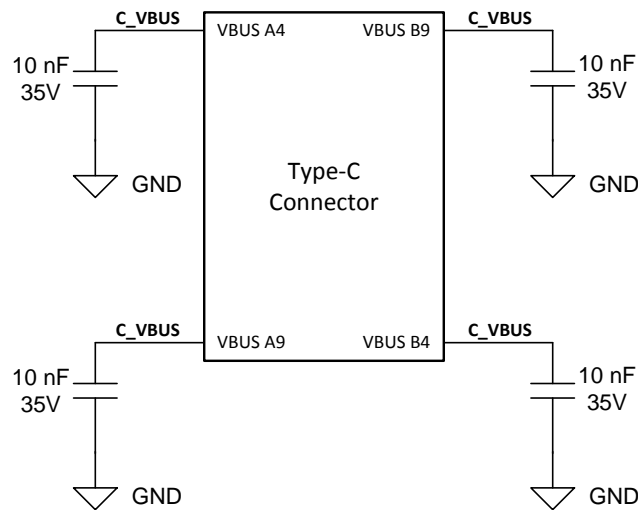 C_VBUS
VBUS A4
VBUS B9
C_VBUS
10 nF
35V
10 nF
35V
GND
Type-C
Connector
GND
C_VBUS
VBUS A9
VBUS B4
C_VBUS
10 nF
35V
10 nF
35V
GND
GND